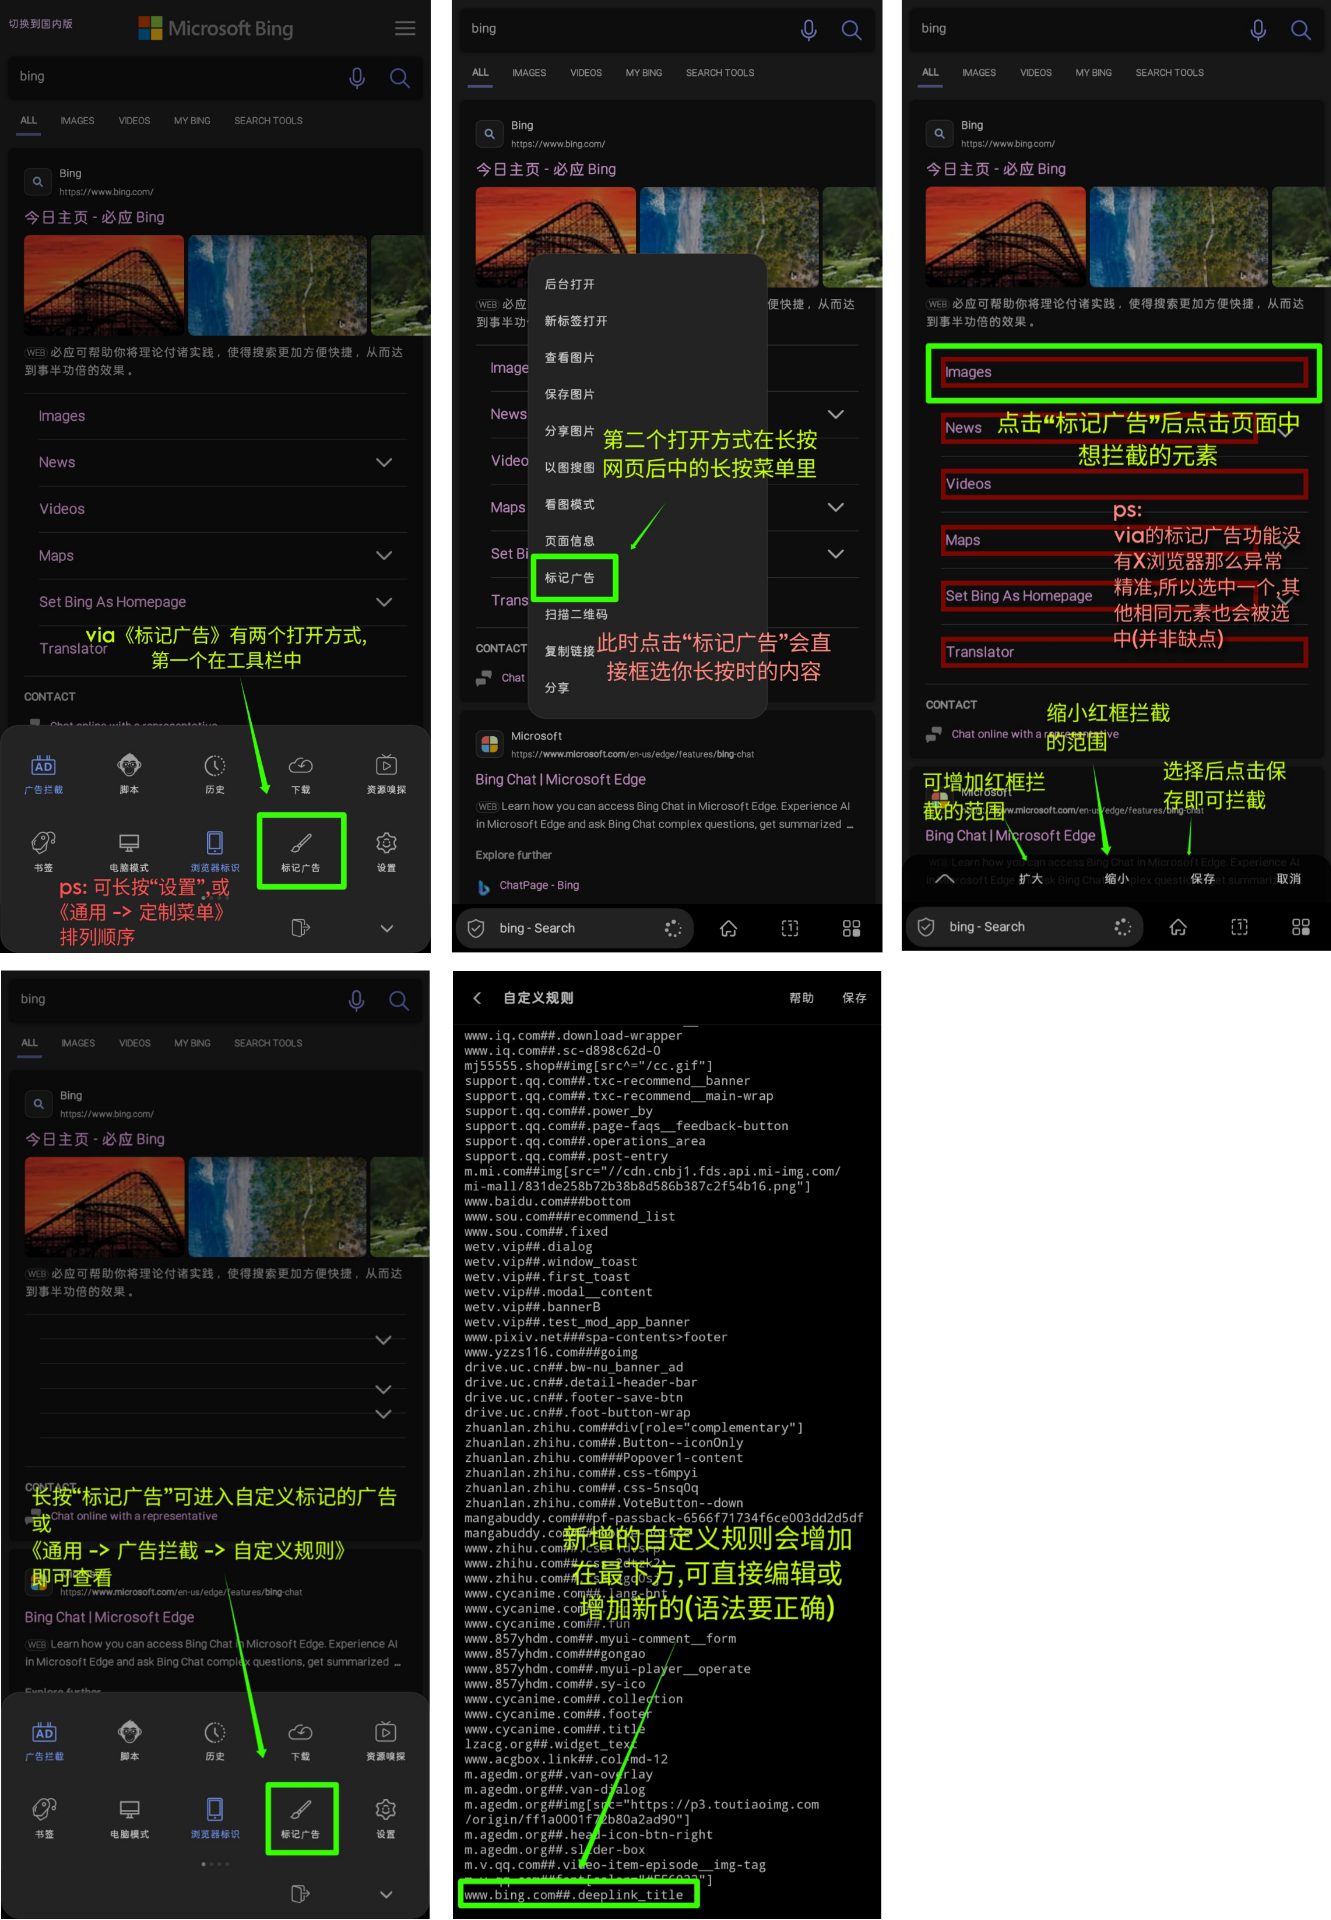 切换到国内版
Microsoft Bing
bing
ALL IMAGES VIDEOS MY BING SEARCH TOOLS
Bing
https://www.bing.com/
今日主页 - 必应 Bing
WEB 必应可帮助你将理论付诸实践，使得搜索更加方便快捷，从而达
到事半功倍的效果。
Images
News
Videos
Maps
Set Bing As Homepage
via《标记广告》有两个打开方式,
Translator
第一个在工具栏中
CONTACT
Chat online with a representative
广告拦截 脚本 历史 下载 资源嗅探
书签 电脑模式 浏览器标识 标记广告 设置
ps: 可长按“设置”,或
《通用 -> 定制菜单》
排列顺序
bing
ALL IMAGES VIDEOS MY BING SEARCH TOOLS
Bing
https://www.bing.com/
今日主页 - 必应 Bing
后台打开
WEB 必应 便快捷，从而达
到事半功
新标签打开
查看图片
Image
保存图片
News
分享图片
第二个打开方式在长按
网页后中的长按菜单里
Video
以图搜图
看图模式
Maps
页面信息
Set Bi
标记广告
Trans
扫描二维码
此时点击“标记广告”会直
接框选你长按时的内容
CONTACT
复制链接
Chat
分享
Microsoft
https://www.microsoft.com/en-us/edge/features/bing-chat
Bing Chat | Microsoft Edge
WEB Learn how you can access Bing Chat in Microsoft Edge. Experience AI
in Microsoft Edge and ask Bing Chat complex questions, get summarized ...
Explore further
ChatPage - Bing
bing - Search
1
bing
ALL IMAGES VIDEOS MY BING SEARCH TOOLS
Bing
https://www.bing.com/
今日主页 - 必应 Bing
WEB 必应可帮助你将理论付诸实践，使得搜索更加方便快捷，从而达
到事半功倍的效果。
Images
News
点击“标记广告”后点击页面中
想拦截的元素
Videos
ps:
via的标记广告功能没
有X浏览器那么异常
精准,所以选中一个,其
他相同元素也会被选
中(并非缺点)
Maps
Set Bing As Homepage
Translator
CONTACT
缩小红框拦截
的范围
Chat online with a representative
可增加红框拦
截的范围
选择后点击保
存即可拦截
Microsoft
www.microsoft.com/en-us/edge/features/bing-chat
Bing Chat | Microsoft Edge
扩大 缩小 保存 取消
bing - Search
1
bing
ALL IMAGES VIDEOS MY BING SEARCH TOOLS
Bing
https://www.bing.com/
今日主页 - 必应 Bing
WEB 必应可帮助你将理论付诸实践，使得搜索更加方便快捷，从而达
到事半功倍的效果。
CONTACT
长按“标记广告”可进入自定义标记的广告
或
Chat online with a representative
《通用 -> 广告拦截 -> 自定义规则》
即可查看
https://www.microsoft.com/en-us/edge/features/bing-chat
Bing Chat | Microsoft Edge
WEB Learn how you can access Bing Chat in Microsoft Edge. Experience AI
in Microsoft Edge and ask Bing Chat complex questions, get summarized ...
Explore further
广告拦截 脚本 历史 下载 资源嗅探
书签 电脑模式 浏览器标识 标记广告 设置
自定义规则 帮助 保存
www.iq.com##.download-wrapper
www.iq.com##.sc-d898c62d-0
mj55555.shop##img[src^="/cc.gif"]
support.qq.com##.txc-recommend__banner
support.qq.com##.txc-recommend__main-wrap
support.qq.com##.power_by
support.qq.com##.page-faqs__feedback-button
support.qq.com##.operations_area
support.qq.com##.post-entry
m.mi.com##img[src="//cdn.cnbj1.fds.api.mi-img.com/
mi-mall/831de258b72b38b8d586b387c2f54b16.png"]
www.baidu.com###bottom
www.sou.com###recommend_list
www.sou.com##.fixed
wetv.vip##.dialog
wetv.vip##.window_toast
wetv.vip##.first_toast
wetv.vip##.modal__content
wetv.vip##.bannerB
wetv.vip##.test_mod_app_banner
www.pixiv.net###spa-contents>footer
www.yzzs116.com###goimg
drive.uc.cn##.bw-nu_banner_ad
drive.uc.cn##.detail-header-bar
drive.uc.cn##.footer-save-btn
drive.uc.cn##.foot-button-wrap
zhuanlan.zhihu.com##div[role="complementary"]
zhuanlan.zhihu.com##.Button--iconOnly
zhuanlan.zhihu.com###Popover1-content
zhuanlan.zhihu.com##.css-t6mpyi
zhuanlan.zhihu.com##.css-5nsq0q
zhuanlan.zhihu.com##.VoteButton--down
mangabuddy.com###pf-passback-6566f71734f6ce003dd2d5df
mangabuddy.com
新增的自定义规则会增加
在最下方,可直接编辑或
增加新的(语法要正确)
www.zhihu.com
www.zhihu.com
www.zhihu.com
www.cycanime.com##.lang-bnt
www.cycanime.com
www.cycanime.com##.fun
www.857yhdm.com##.myui-comment__form
www.857yhdm.com###gongao
www.857yhdm.com##.myui-player__operate
www.857yhdm.com##.sy-ico
www.cycanime.com##.collection
www.cycanime.com##.footer
www.cycanime.com##.title
lzacg.org##.widget_text
www.acgbox.link##.col-md-12
m.agedm.org##.van-overlay
m.agedm.org##.van-dialog
m.agedm.org##img[src="https://p3.toutiaoimg.com
/origin/ff1a0001f72b80a2ad90"]
m.agedm.org##.head-icon-btn-right
m.agedm.org##.slider-box
m.v.qq.com##.video-item-episode__img-tag
www.bing.com##.deeplink_title